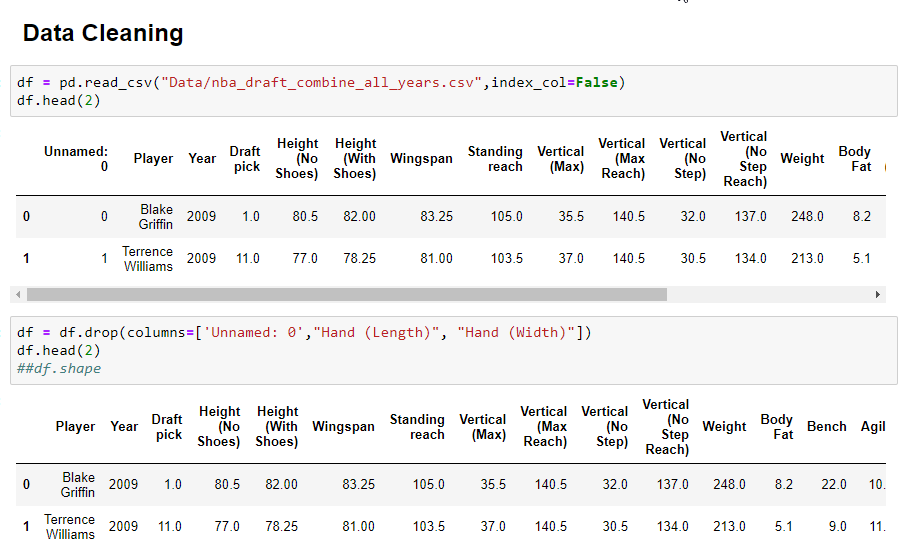 Data Cleaning
df = pd.read_csv("Data/nba_draft_combine_all_years.csv",index_col=False)
df.head(2)
Unnamed: 0 Player Year Draft pick Height (No Shoes) Height (With Shoes) Wingspan Standing reach Vertical (Max) Vertical (Max Reach) Vertical (No Step) Vertical (No Step Reach) Weight Body Fat (
0 0 Blake Griffin 2009 1.0 80.5 82.00 83.25 105.0 35.5 140.5 32.0 137.0 248.0 8.2
1 1 Terrence Williams 2009 11.0 77.0 78.25 81.00 103.5 37.0 140.5 30.5 134.0 213.0 5.1
df = df.drop(columns=['Unnamed: 0',"Hand (Length)", "Hand (Width)"])
df.head(2)
##df.shape
Player Year Draft pick Height (No Shoes) Height (With Shoes) Wingspan Standing reach Vertical (Max) Vertical (Max Reach) Vertical (No Step) Vertical (No Step Reach) Weight Body Fat Bench Agil
0 Blake Griffin 2009 1.0 80.5 82.00 83.25 105.0 35.5 140.5 32.0 137.0 248.0 8.2 22.0 10.
1 Terrence Williams 2009 11.0 77.0 78.25 81.00 103.5 37.0 140.5 30.5 134.0 213.0 5.1 9.0 11.